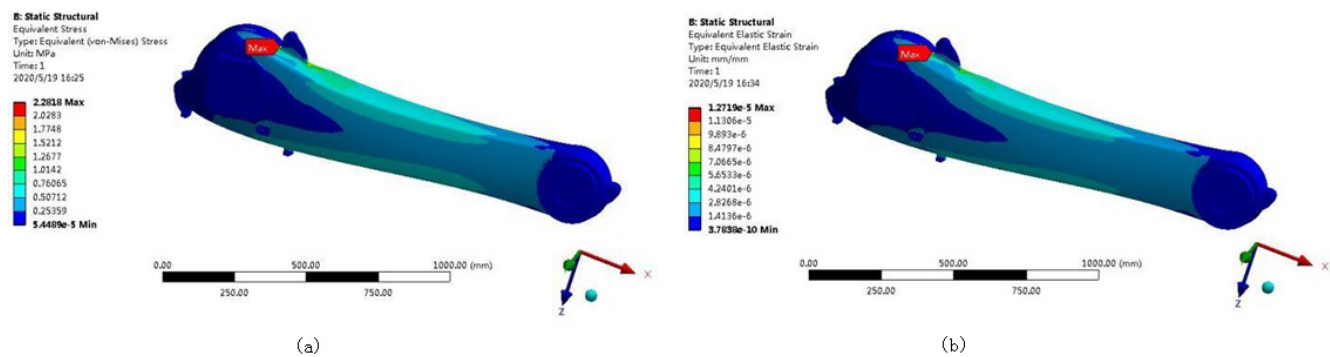 B: Static Structural
Equivalent Stress
Type: Equivalent (von-Mises) Stress
Unit: MPa
Time: 1
2020/5/19 16:25
2.2818 Max
2.0283
1.7748
1.5212
1.2677
1.0142
0.76065
0.50712
0.25359
5.4489e-5 Min
Max
0.00 500.00 1000.00 (mm)
250.00 750.00
X
Z
(a)
B: Static Structural
Equivalent Elastic Strain
Type: Equivalent Elastic Strain
Unit: mm/mm
Time: 1
2020/5/19 16:34
1.2719e-5 Max
1.1306e-5
9.893e-6
8.4797e-6
7.0665e-6
5.6533e-6
4.2401e-6
2.8268e-6
1.4136e-6
3.7838e-10 Min
Max
0.00 500.00 1000.00 (mm)
250.00 750.00
X
Z
(b)